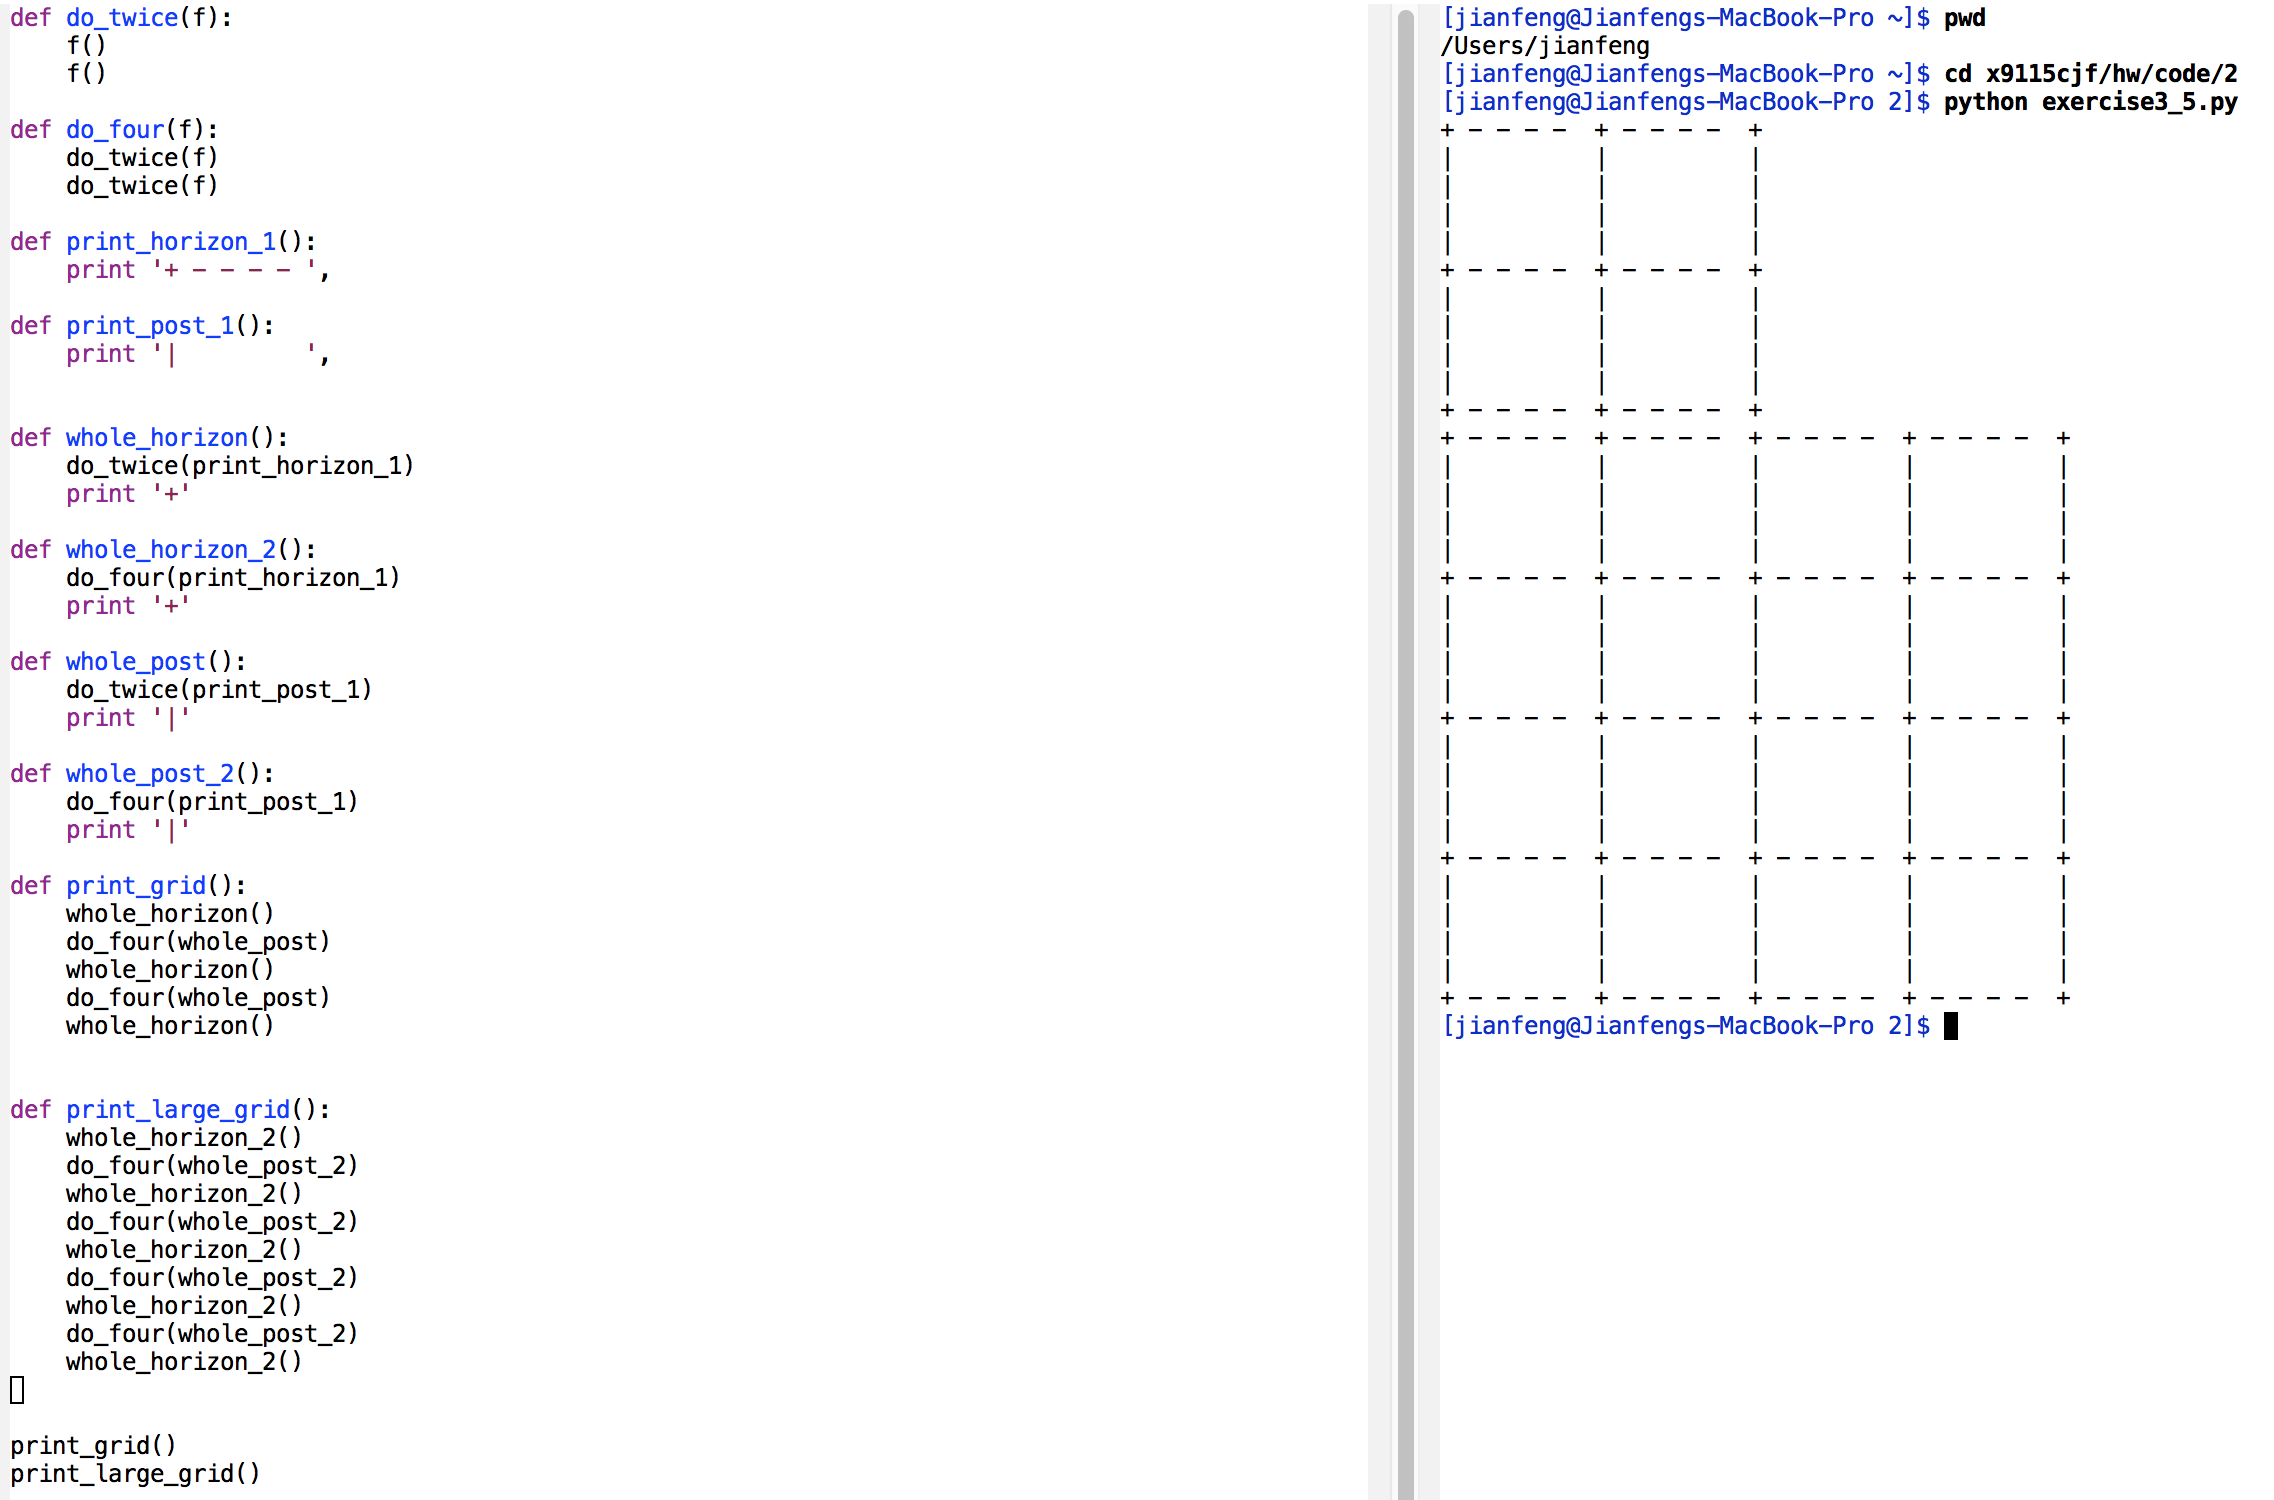 def do_twice(f):
    f()
    f()

def do_four(f):
    do_twice(f)
    do_twice(f)

def print_horizon_1():
    print '+ - - - - ',

def print_post_1():
    print '|         ',


def whole_horizon():
    do_twice(print_horizon_1)
    print '+'

def whole_horizon_2():
    do_four(print_horizon_1)
    print '+'

def whole_post():
    do_twice(print_post_1)
    print '|'

def whole_post_2():
    do_four(print_post_1)
    print '|'

def print_grid():
    whole_horizon()
    do_four(whole_post)
    whole_horizon()
    do_four(whole_post)
    whole_horizon()


def print_large_grid():
    whole_horizon_2()
    do_four(whole_post_2)
    whole_horizon_2()
    do_four(whole_post_2)
    whole_horizon_2()
    do_four(whole_post_2)
    whole_horizon_2()
    do_four(whole_post_2)
    whole_horizon_2()


print_grid()
print_large_grid()

[jianfeng@Jianfengs-MacBook-Pro ~]$ pwd
/Users/jianfeng
[jianfeng@Jianfengs-MacBook-Pro ~]$ cd x9115cjf/hw/code/2
[jianfeng@Jianfengs-MacBook-Pro 2]$ python exercise3_5.py
+ - - - -  + - - - -  +
|          |          |
|          |          |
|          |          |
|          |          |
+ - - - -  + - - - -  +
|          |          |
|          |          |
|          |          |
|          |          |
+ - - - -  + - - - -  +
+ - - - -  + - - - -  + - - - -  + - - - -  +
|          |          |          |          |
|          |          |          |          |
|          |          |          |          |
|          |          |          |          |
+ - - - -  + - - - -  + - - - -  + - - - -  +
|          |          |          |          |
|          |          |          |          |
|          |          |          |          |
|          |          |          |          |
+ - - - -  + - - - -  + - - - -  + - - - -  +
|          |          |          |          |
|          |          |          |          |
|          |          |          |          |
|          |          |          |          |
+ - - - -  + - - - -  + - - - -  + - - - -  +
|          |          |          |          |
|          |          |          |          |
|          |          |          |          |
|          |          |          |          |
+ - - - -  + - - - -  + - - - -  + - - - -  +
[jianfeng@Jianfengs-MacBook-Pro 2]$